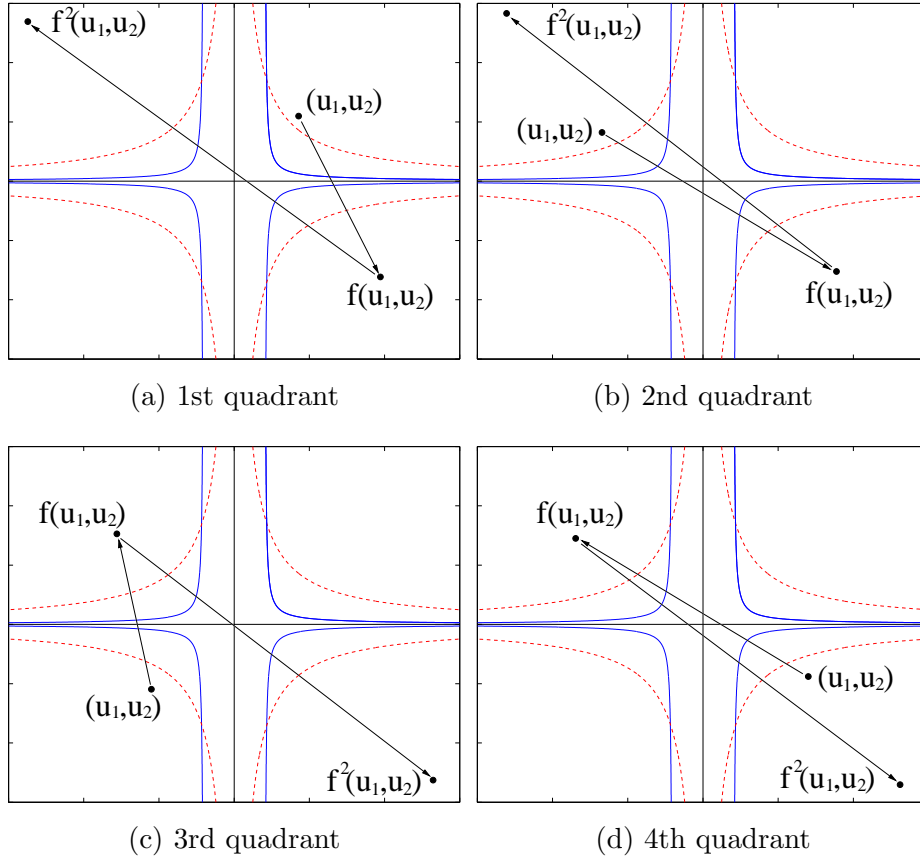 f²(u₁,u₂)
(u₁,u₂)
f(u₁,u₂)
(a) 1st quadrant
f²(u₁,u₂)
(u₁,u₂)
f(u₁,u₂)
(b) 2nd quadrant
f(u₁,u₂)
(u₁,u₂)
f²(u₁,u₂)
(c) 3rd quadrant
f(u₁,u₂)
(u₁,u₂)
f²(u₁,u₂)
(d) 4th quadrant